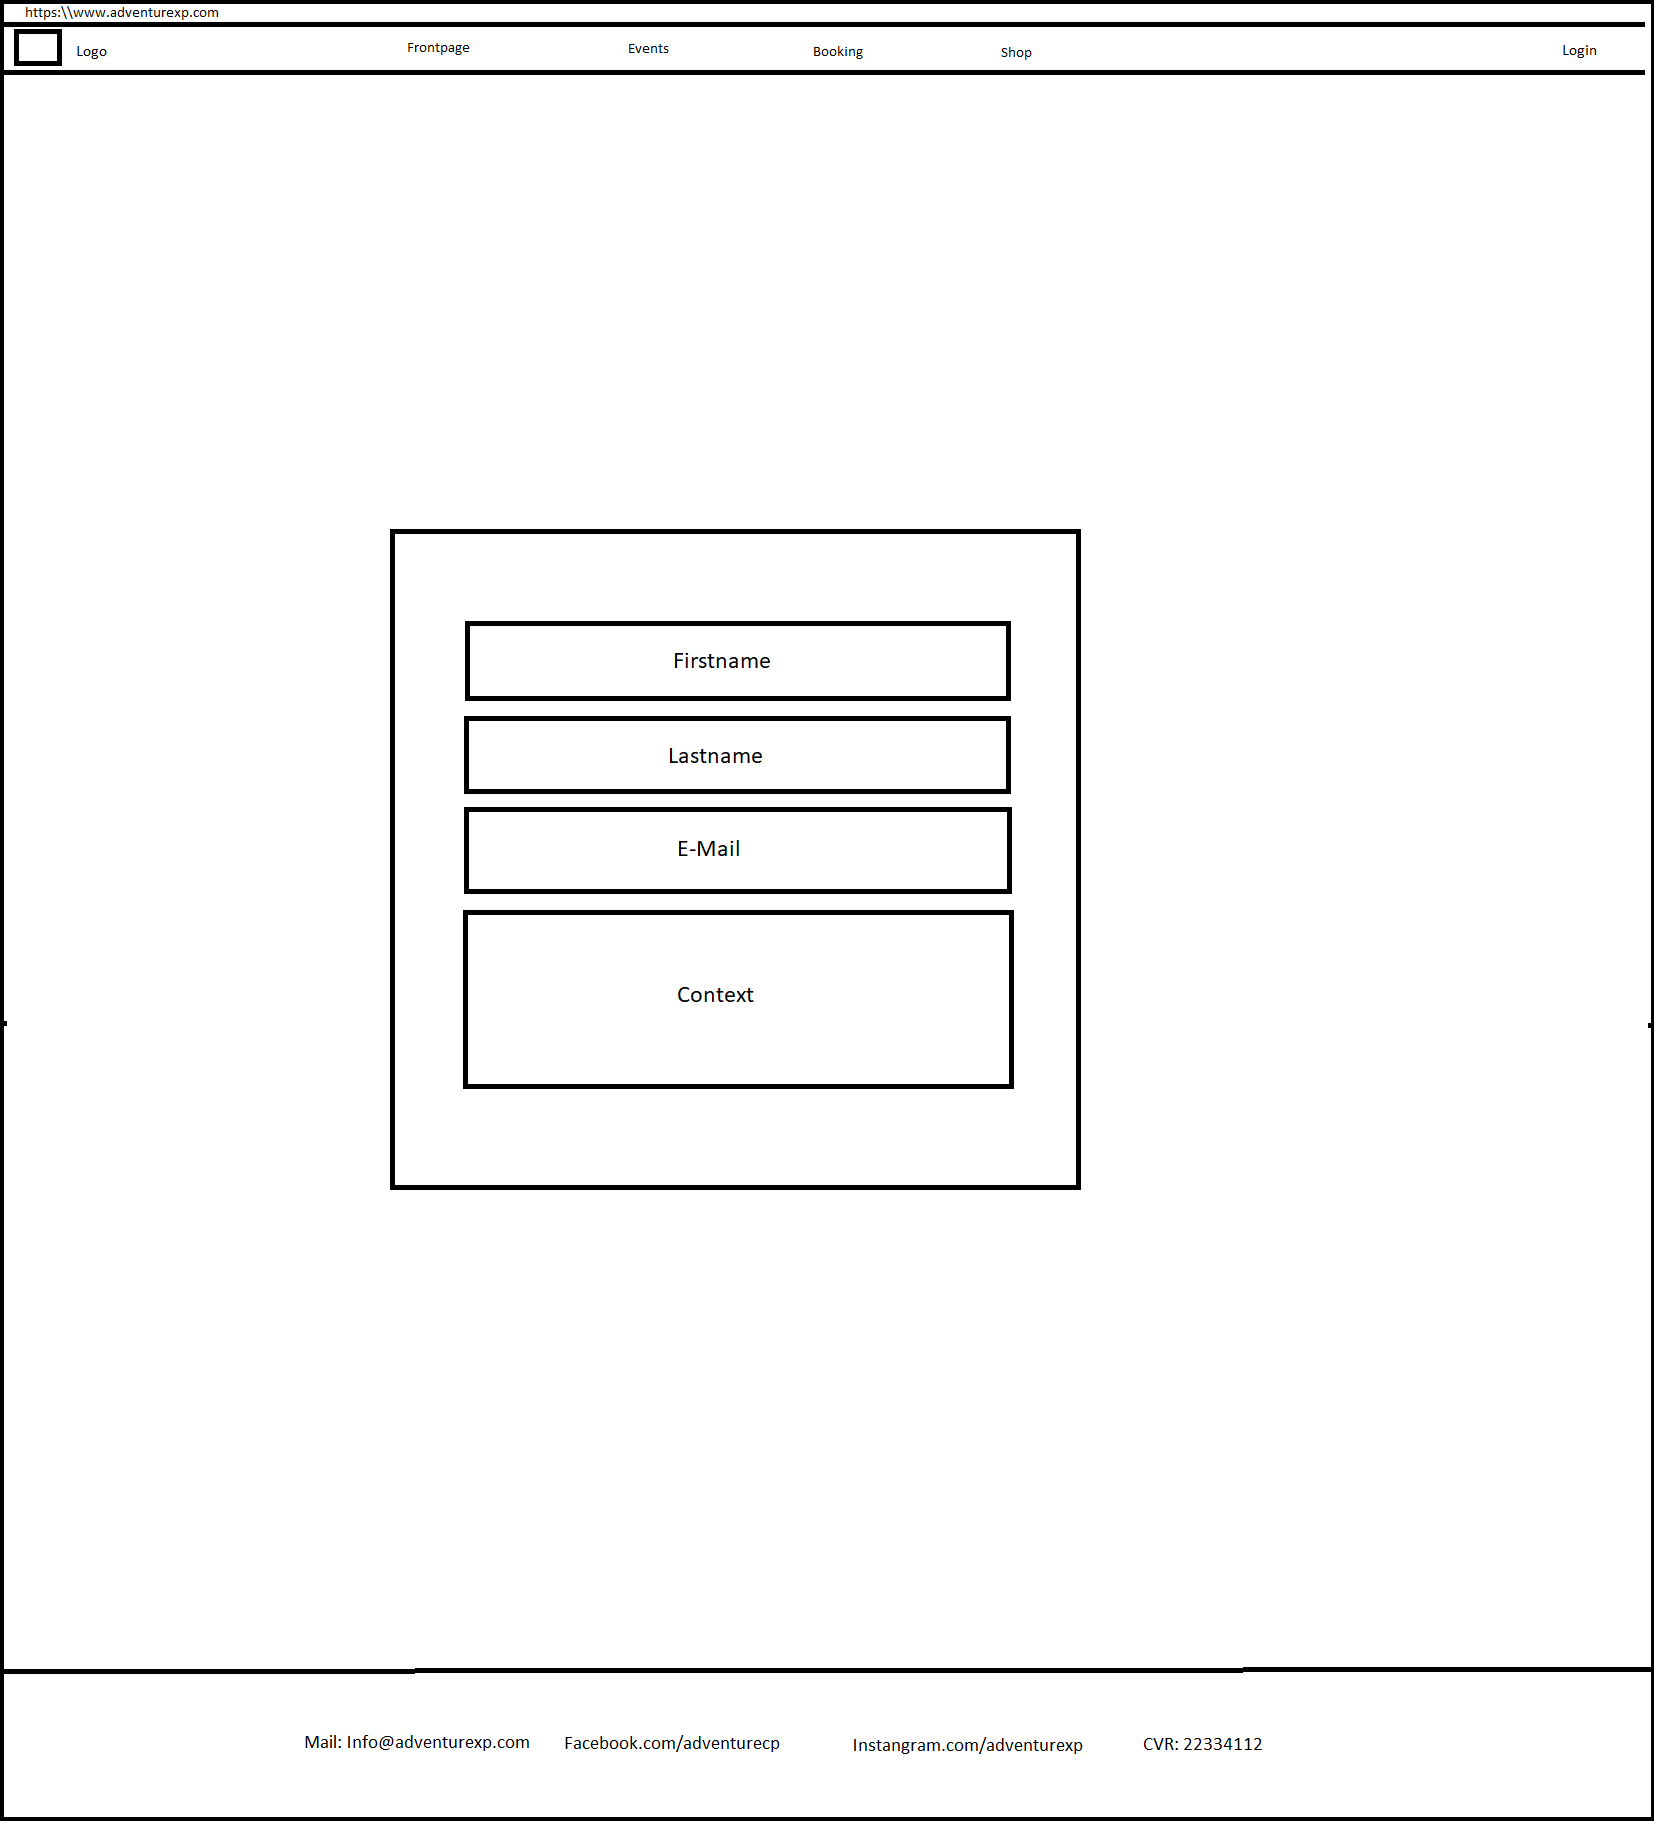 https:\\www.adventurexp.com
Logo Frontpage Events Booking Shop Login
Firstname
Lastname
E-Mail
Context
Mail: Info@adventurexp.com Facebook.com/adventurecp Instangram.com/adventurexp CVR: 22334112